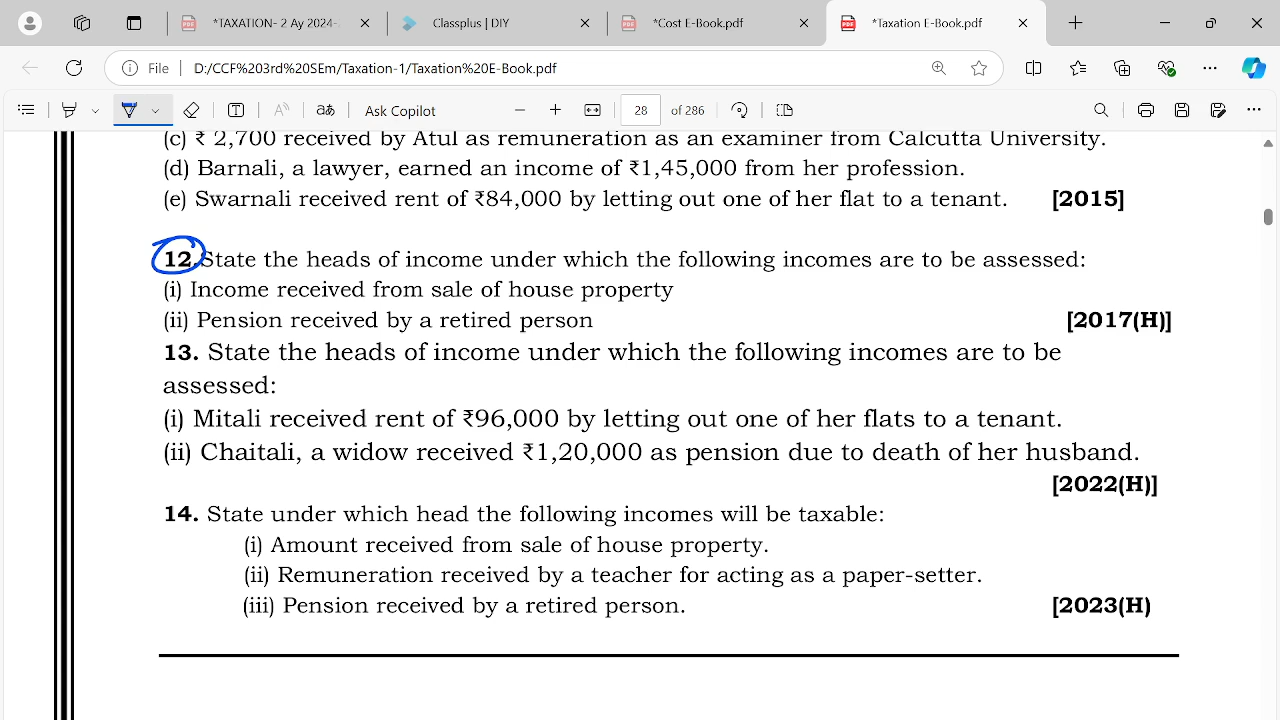 *TAXATION- 2 Ay 2024-
Classplus | DIY
*Cost E-Book.pdf
*Taxation E-Book.pdf
File | D:/CCF%203rd%20SEm/Taxation-1/Taxation%20E-Book.pdf
Ask Copilot
28 of 286
(c) ₹ 2,700 received by Atul as remuneration as an examiner from Calcutta University.
(d) Barnali, a lawyer, earned an income of ₹1,45,000 from her profession.
(e) Swarnali received rent of ₹84,000 by letting out one of her flat to a tenant. [2015]
12. State the heads of income under which the following incomes are to be assessed:
(i) Income received from sale of house property
(ii) Pension received by a retired person [2017(H)]
13. State the heads of income under which the following incomes are to be
assessed:
(i) Mitali received rent of ₹96,000 by letting out one of her flats to a tenant.
(ii) Chaitali, a widow received ₹1,20,000 as pension due to death of her husband.
[2022(H)]
14. State under which head the following incomes will be taxable:
(i) Amount received from sale of house property.
(ii) Remuneration received by a teacher for acting as a paper-setter.
(iii) Pension received by a retired person. [2023(H)